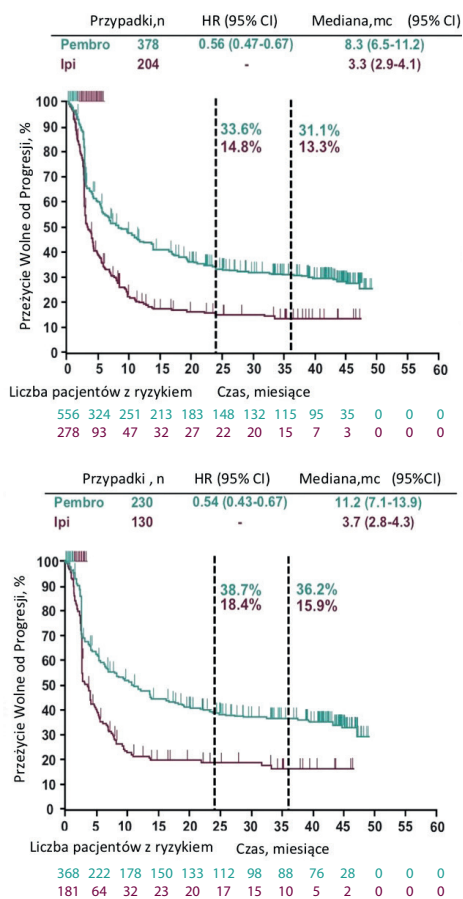 Przypadki,n HR (95% CI) Mediana,mc (95% CI)
Pembro 378 0.56 (0.47-0.67) 8.3 (6.5-11.2)
Ipi 204 - 3.3 (2.9-4.1)
Przeżycie Wolne od Progresji, %
100
90
80
70
60
50
40
30
20
10
0
33.6% 31.1%
14.8% 13.3%
0 5 10 15 20 25 30 35 40 45 50 55 60
Liczba pacjentów z ryzykiem Czas, miesiące
556 324 251 213 183 148 132 115 95 35 0 0 0
278 93 47 32 27 22 20 15 7 3 0 0 0
Przypadki , n HR (95% CI) Mediana,mc (95%CI)
Pembro 230 0.54 (0.43-0.67) 11.2 (7.1-13.9)
Ipi 130 - 3.7 (2.8-4.3)
Przeżycie Wolne od Progresji, %
100
90
80
70
60
50
40
30
20
10
0
38.7% 36.2%
18.4% 15.9%
0 5 10 15 20 25 30 35 40 45 50 55 60
Liczba pacjentów z ryzykiem Czas, miesiące
368 222 178 150 133 112 98 88 76 28 0 0 0
181 64 32 23 20 17 15 10 5 2 0 0 0